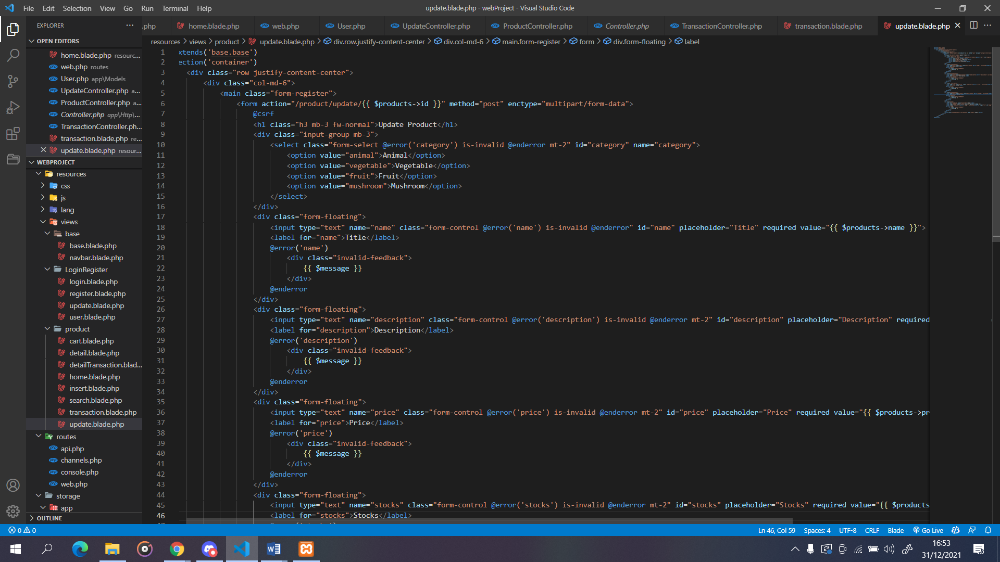 File Edit Selection View Go Run Terminal Help
update.blade.php - webProject - Visual Studio Code
EXPLORER
.php home.blade.php web.php User.php UpdateController.php ProductController.php Controller.php TransactionController.php transaction.blade.php update.blade.php
resources > views > product > update.blade.php > div.row.justify-content-center > div.col-md-6 > main.form-register > form > div.form-floating > label
OPEN EDITORS
home.blade.php resourc...
web.php routes
User.php app\Models
UpdateController.php a...
ProductController.php a...
Controller.php app\Http\...
TransactionController.ph...
transaction.blade.php re...
update.blade.php resour...
WEBPROJECT
resources
css
js
lang
views
base
base.blade.php
navbar.blade.php
LoginRegister
login.blade.php
register.blade.php
update.blade.php
user.blade.php
product
cart.blade.php
detail.blade.php
detailTransaction.blad...
home.blade.php
insert.blade.php
search.blade.php
transaction.blade.php
update.blade.php
routes
api.php
channels.php
console.php
web.php
storage
app
OUTLINE
1 xtends('base.base')
2 ection('container')
3 <div class="row justify-content-center">
4 <div class="col-md-6">
5 <main class="form-register">
6 <form action="/product/update/{{ $products->id }}" method="post" enctype="multipart/form-data">
7 @csrf
8 <h1 class="h3 mb-3 fw-normal">Update Product</h1>
9 <div class="input-group mb-3">
10 <select class="form-select @error('category') is-invalid @enderror mt-2" id="category" name="category">
11 <option value="animal">Animal</option>
12 <option value="vegetable">Vegetable</option>
13 <option value="fruit">Fruit</option>
14 <option value="mushroom">Mushroom</option>
15 </select>
16 </div>
17 <div class="form-floating">
18 <input type="text" name="name" class="form-control @error('name') is-invalid @enderror" id="name" placeholder="Title" required value="{{ $products->name }}">
19 <label for="name">Title</label>
20 @error('name')
21 <div class="invalid-feedback">
22 {{ $message }}
23 </div>
24 @enderror
25 </div>
26 <div class="form-floating">
27 <input type="text" name="description" class="form-control @error('description') is-invalid @enderror mt-2" id="description" placeholder="Description" required
28 <label for="description">Description</label>
29 @error('description')
30 <div class="invalid-feedback">
31 {{ $message }}
32 </div>
33 @enderror
34 </div>
35 <div class="form-floating">
36 <input type="text" name="price" class="form-control @error('price') is-invalid @enderror mt-2" id="price" placeholder="Price" required value="{{ $products->pr
37 <label for="price">Price</label>
38 @error('price')
39 <div class="invalid-feedback">
40 {{ $message }}
41 </div>
42 @enderror
43 </div>
44 <div class="form-floating">
45 <input type="text" name="stocks" class="form-control @error('stocks') is-invalid @enderror mt-2" id="stocks" placeholder="Stocks" required value="{{ $products
46 <label for="stocks">Stocks</label>
0 0
Ln 46, Col 59 Spaces: 4 UTF-8 CRLF Blade Go Live
16:53
31/12/2021